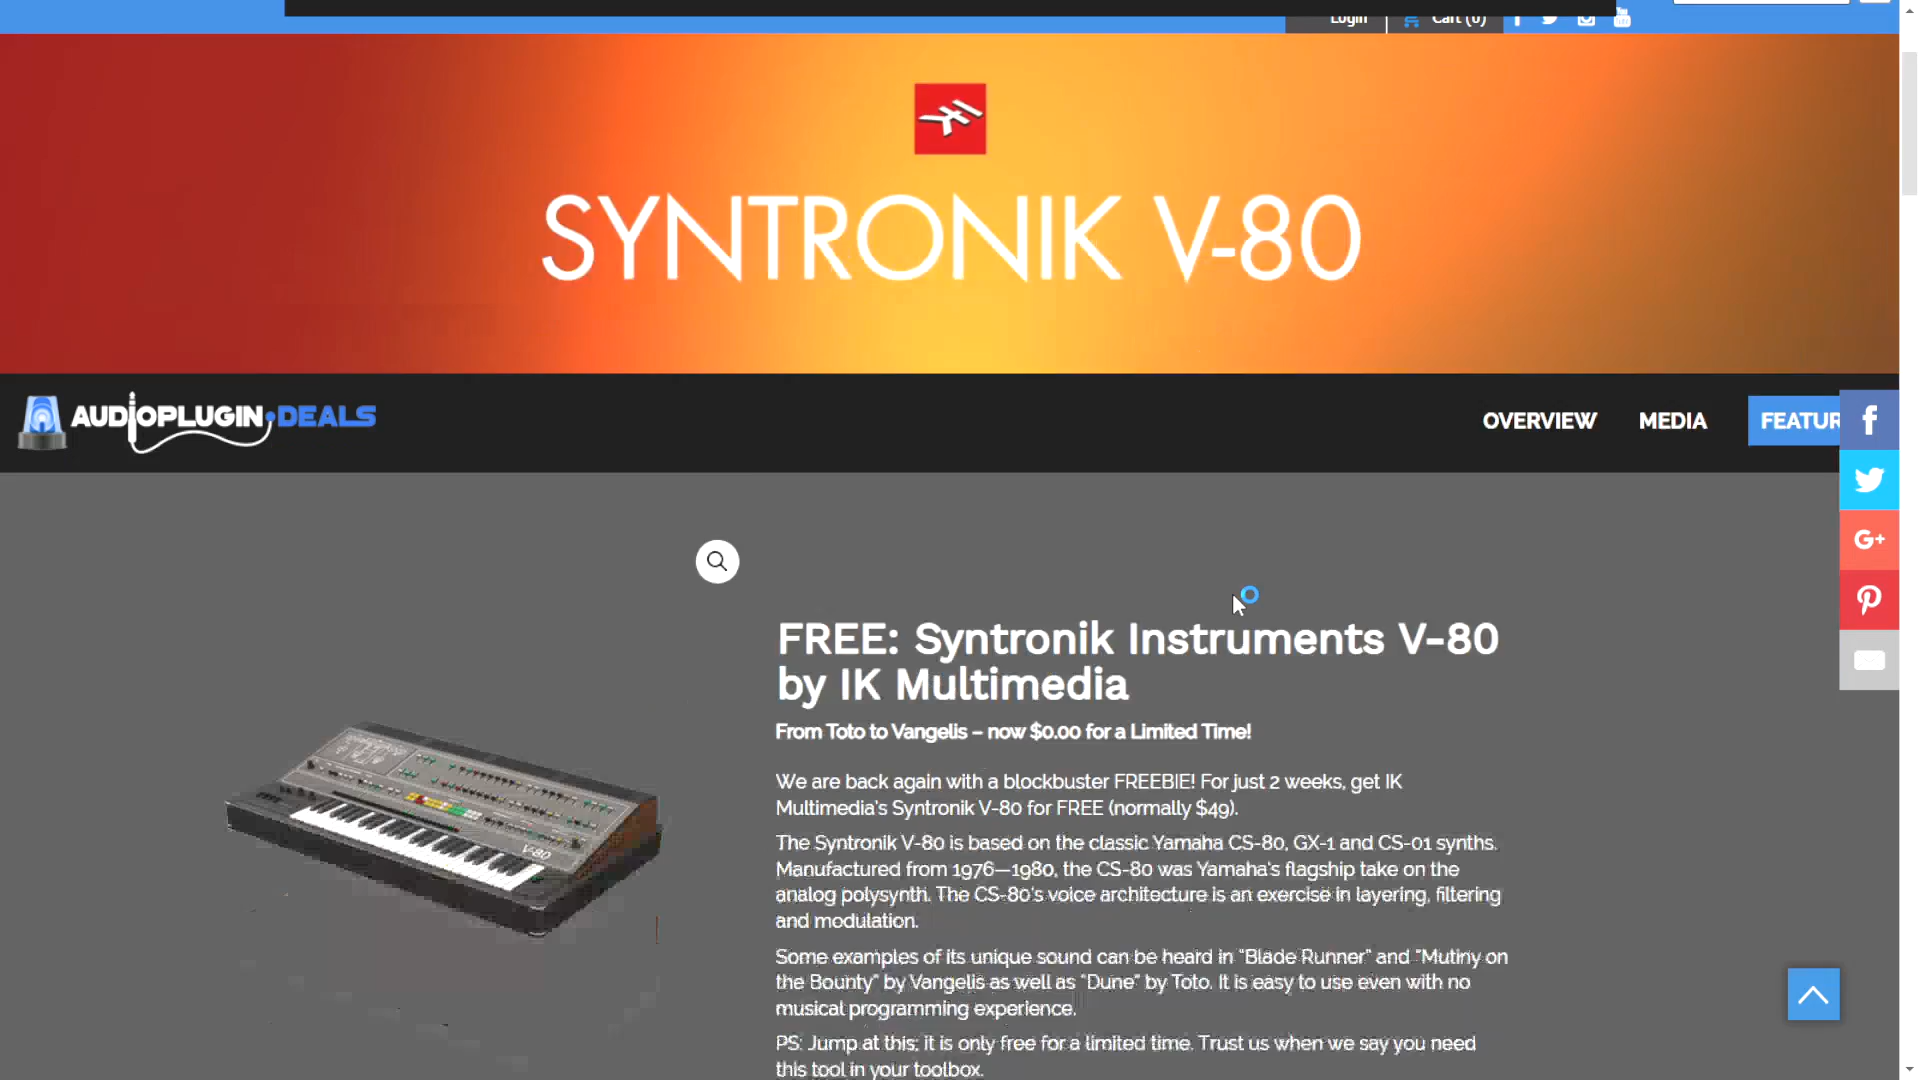 Login
Cart (0)
SYNTRONIK V-80
AUDIOPLUGIN DEALS
OVERVIEW
MEDIA
FEATUR
FREE: Syntronik Instruments V-80
by IK Multimedia
From Toto to Vangelis – now $0.00 for a Limited Time!
We are back again with a blockbuster FREEBIE! For just 2 weeks, get IK
Multimedia's Syntronik V-80 for FREE (normally $49).
The Syntronik V-80 is based on the classic Yamaha CS-80, GX-1 and CS-01 synths.
Manufactured from 1976—1980, the CS-80 was Yamaha's flagship take on the
analog polysynth. The CS-80's voice architecture is an exercise in layering, filtering
and modulation.
Some examples of its unique sound can be heard in "Blade Runner" and "Mutiny on
the Bounty" by Vangelis as well as "Dune" by Toto. It is easy to use even with no
musical programming experience.
PS: Jump at this; it is only free for a limited time. Trust us when we say you need
this tool in your toolbox.
V-80